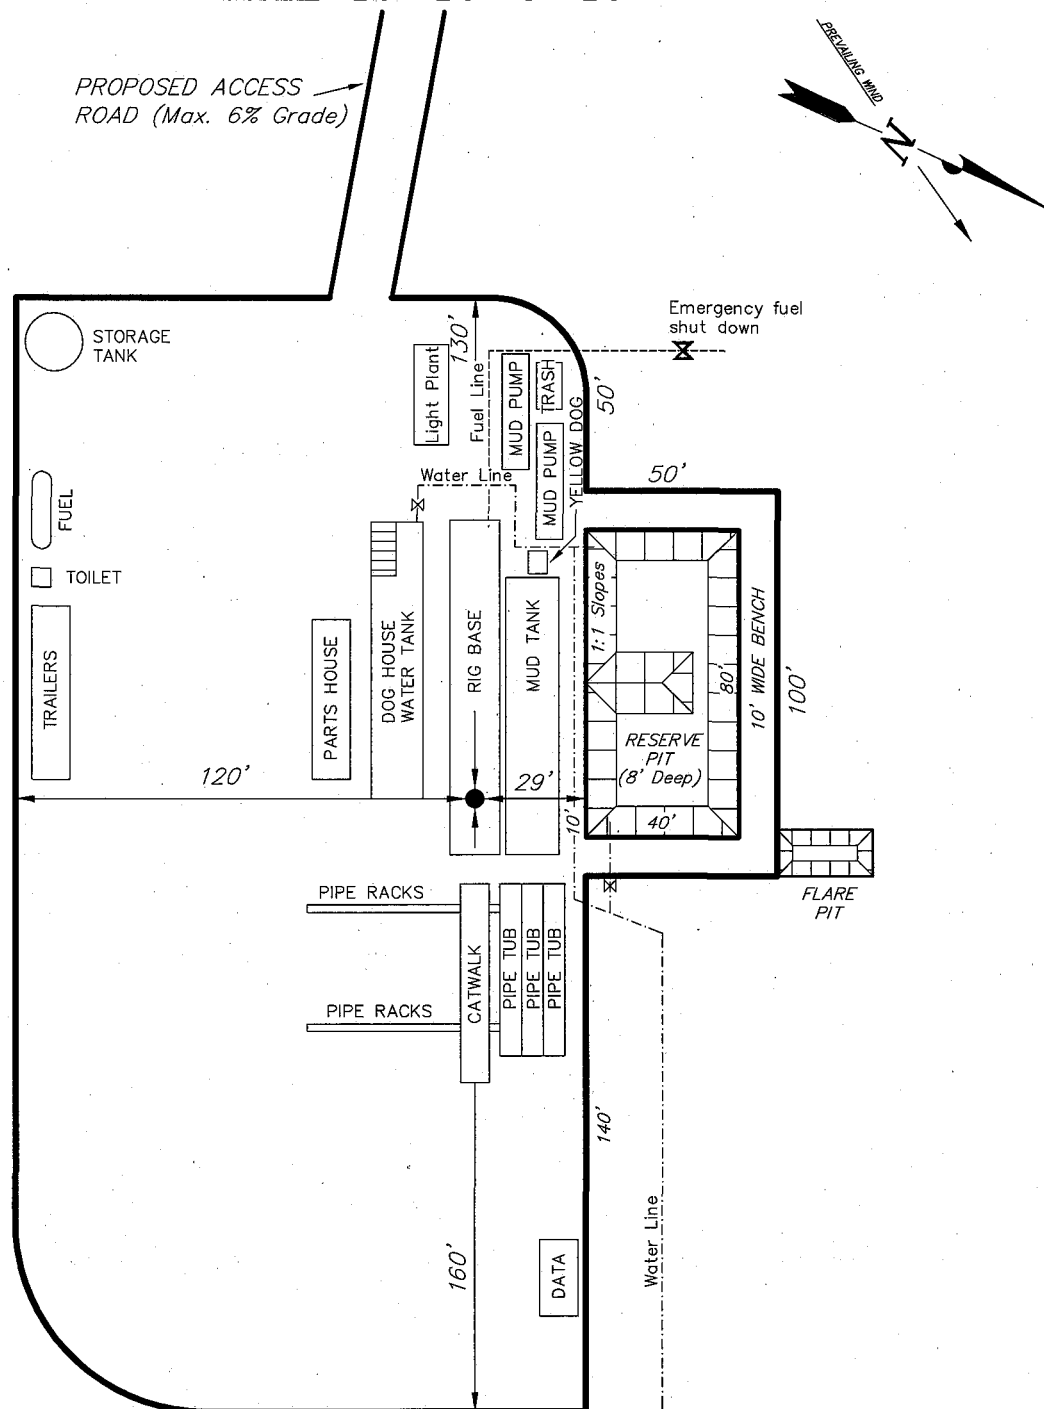 PREVAILING WIND
N
PROPOSED ACCESS
ROAD (Max. 6% Grade)
Emergency fuel
shut down
STORAGE
TANK
130'
Light Plant
Fuel Line
MUD PUMP
TRASH
50'
YELLOW DOG
MUD PUMP
Water Line
50'
FUEL
TOILET
TRAILERS
PARTS HOUSE
DOG HOUSE
WATER TANK
RIG BASE
MUD TANK
1:1 Slopes
80'
10' WIDE BENCH
100'
RESERVE
PIT
(8' Deep)
120'
29'
10'
40'
FLARE
PIT
PIPE RACKS
CATWALK
PIPE TUB
PIPE TUB
PIPE TUB
PIPE RACKS
140'
160'
DATA
Water Line